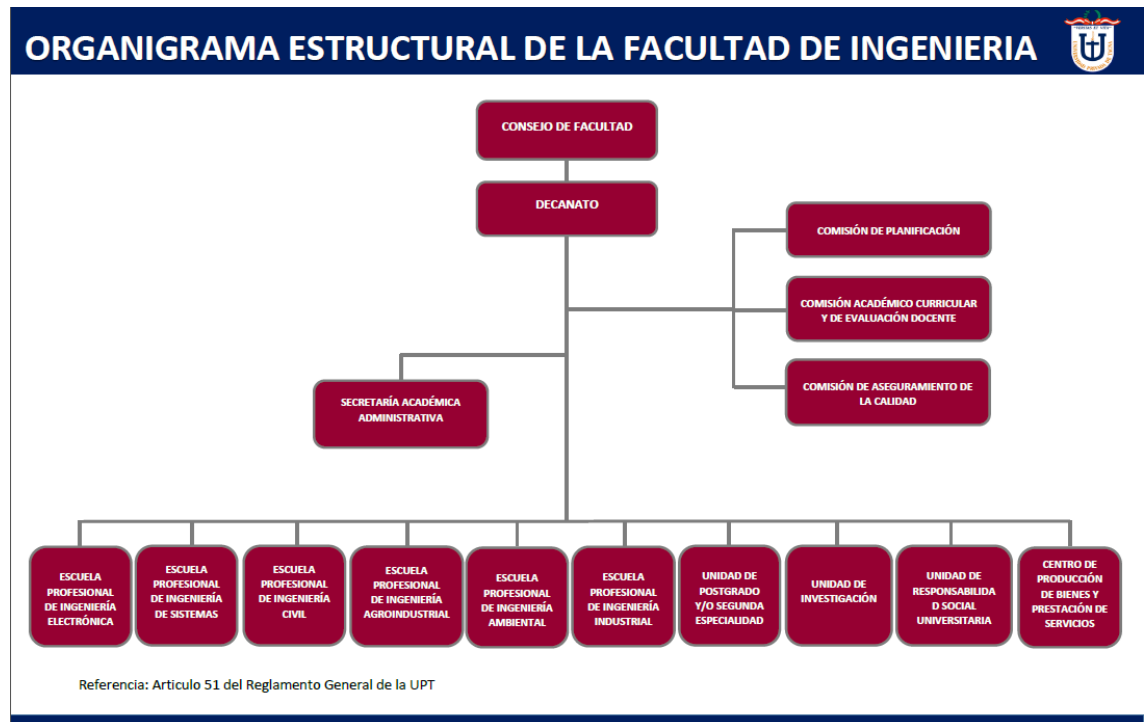 ORGANIGRAMA ESTRUCTURAL DE LA FACULTAD DE INGENIERIA
CONSEJO DE FACULTAD
DECANATO
COMISIÓN DE PLANIFICACIÓN
COMISIÓN ACADÉMICO CURRICULAR
Y DE EVALUACIÓN DOCENTE
COMISIÓN DE ASEGURAMIENTO DE
LA CALIDAD
SECRETARÍA ACADÉMICA
ADMINISTRATIVA
ESCUELA
PROFESIONAL
DE INGENIERÍA
ELECTRÓNICA
ESCUELA
PROFESIONAL
DE INGENIERÍA
DE SISTEMAS
ESCUELA
PROFESIONAL
DE INGENIERÍA
CIVIL
ESCUELA
PROFESIONAL
DE INGENIERÍA
AGROINDUSTRIAL
ESCUELA
PROFESIONAL
DE INGENIERÍA
AMBIENTAL
ESCUELA
PROFESIONAL
DE INGENIERÍA
INDUSTRIAL
UNIDAD DE
POSTGRADO
Y/O SEGUNDA
ESPECIALIDAD
UNIDAD DE
INVESTIGACIÓN
UNIDAD DE
RESPONSABILIDA
D SOCIAL
UNIVERSITARIA
CENTRO DE
PRODUCCIÓN
DE BIENES Y
PRESTACIÓN DE
SERVICIOS
Referencia: Articulo 51 del Reglamento General de la UPT